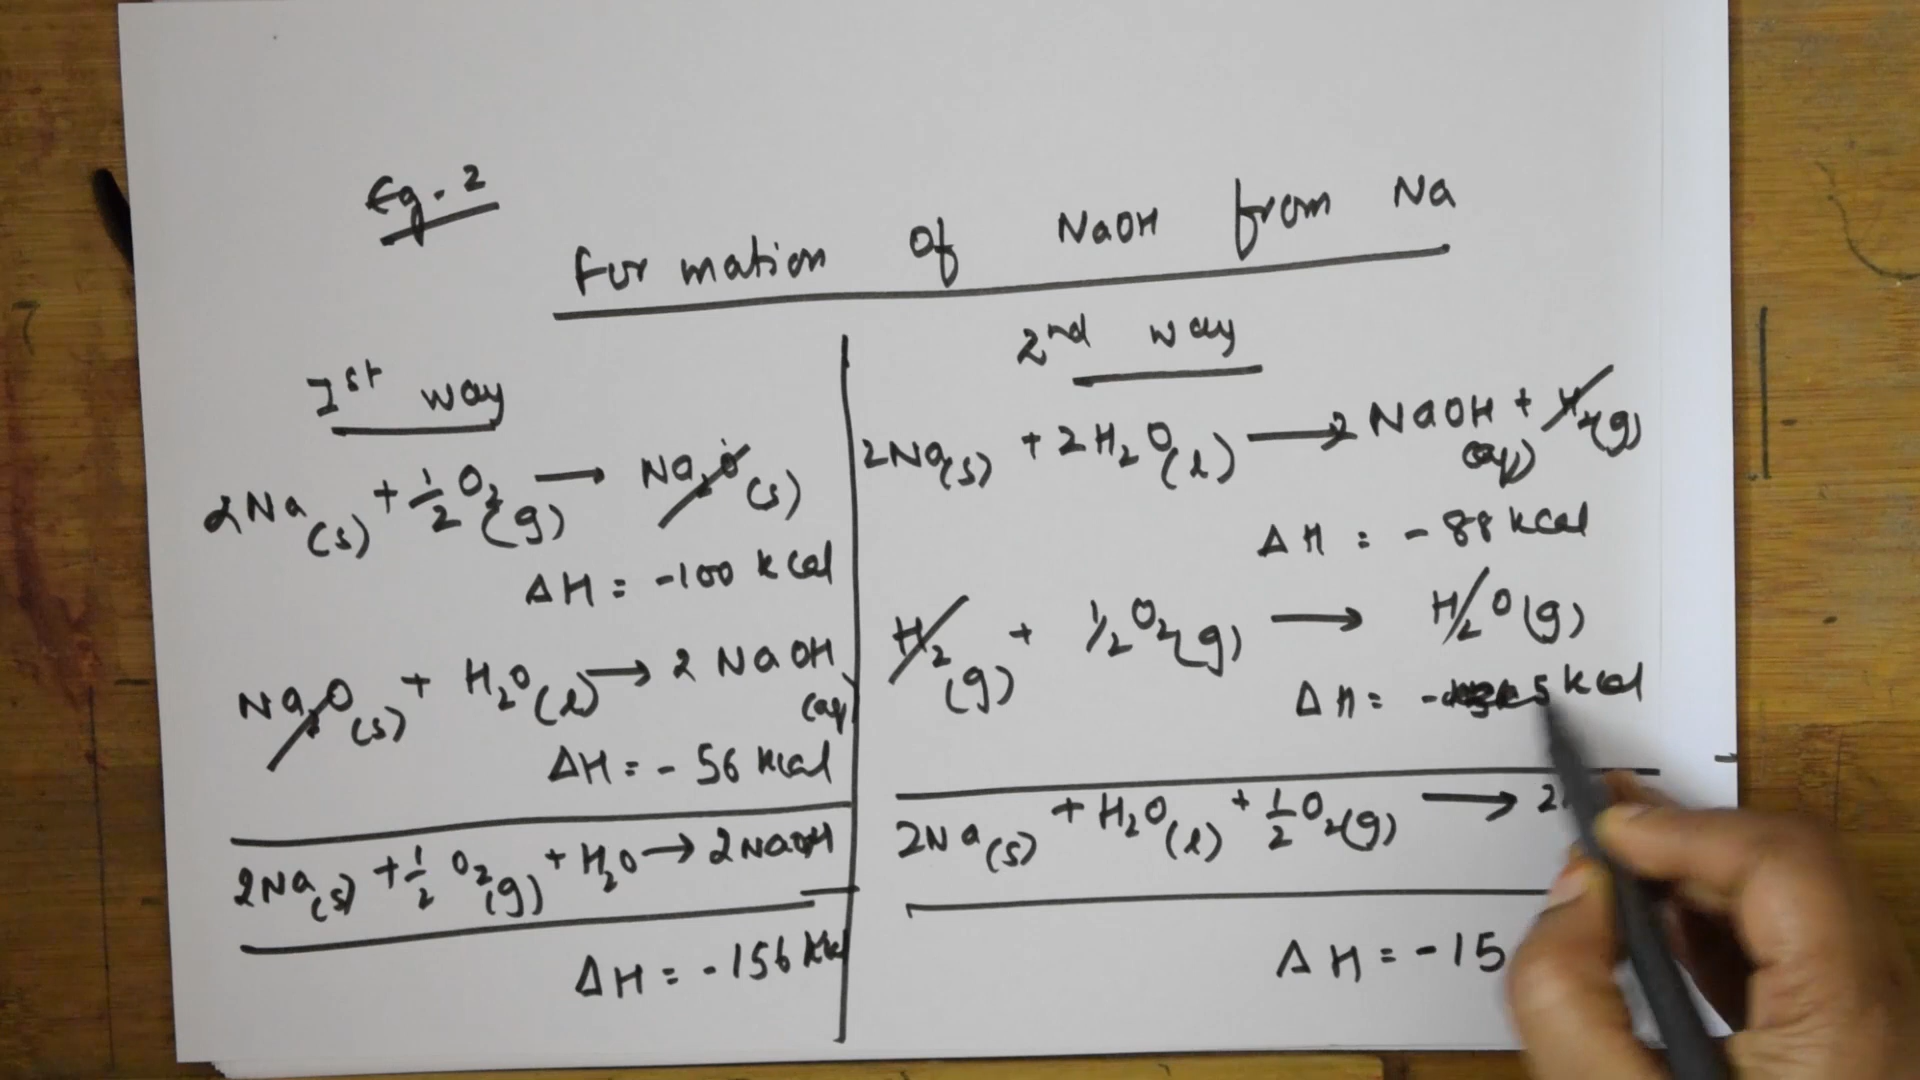 Eg. 2
Formation of NaOH from Na
1st way
2Na(s) + 1/2 O2(g) → Na2O(s)
ΔH = -100 kcal
Na2O(s) + H2O(l) → 2 NaOH(aq)
ΔH = - 56 kcal
2Na(s) + 1/2 O2(g) + H2O → 2NaOH
ΔH = -156 kcal
2nd way
2Na(s) + 2H2O(l) → 2 NaOH(aq) + H2(g)
ΔH = - 88 kcal
H2(g) + 1/2 O2(g) → H2O(g)
ΔH = - kcal
2Na(s) + H2O(l) + 1/2 O2(g) → 2
ΔH = -15